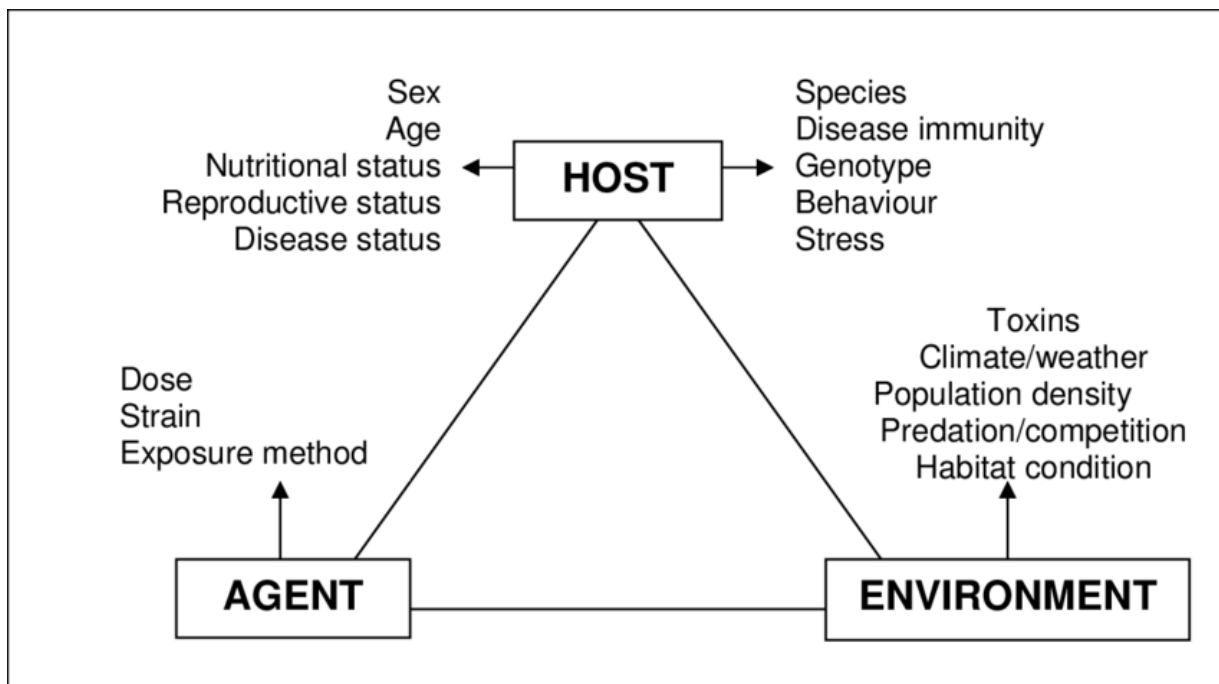 Sex
Age
Nutritional status
Reproductive status
Disease status
HOST
Species
Disease immunity
Genotype
Behaviour
Stress
Dose
Strain
Exposure method
AGENT
Toxins
Climate/weather
Population density
Predation/competition
Habitat condition
ENVIRONMENT